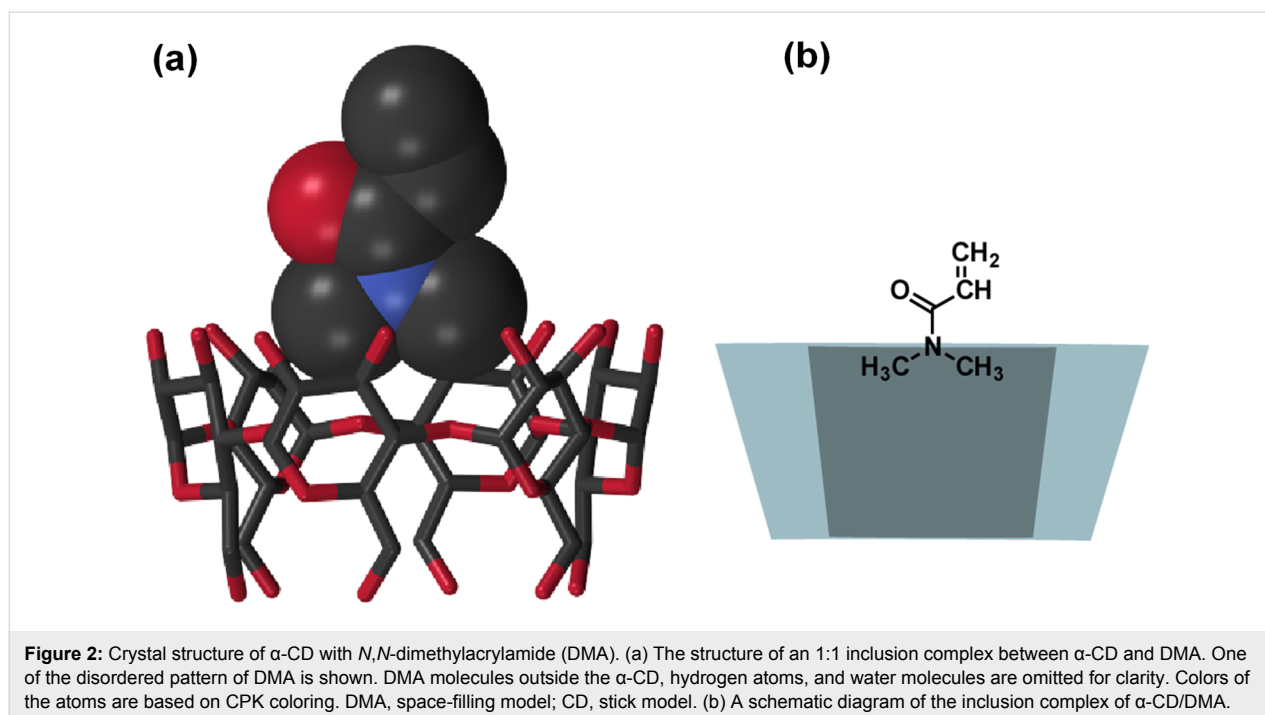 (a)
(b)
CH₂
O
CH
N
H₃C
CH₃
Figure 2: Crystal structure of α-CD with N,N-dimethylacrylamide (DMA). (a) The structure of an 1:1 inclusion complex between α-CD and DMA. One
of the disordered pattern of DMA is shown. DMA molecules outside the α-CD, hydrogen atoms, and water molecules are omitted for clarity. Colors of
the atoms are based on CPK coloring. DMA, space-filling model; CD, stick model. (b) A schematic diagram of the inclusion complex of α-CD/DMA.